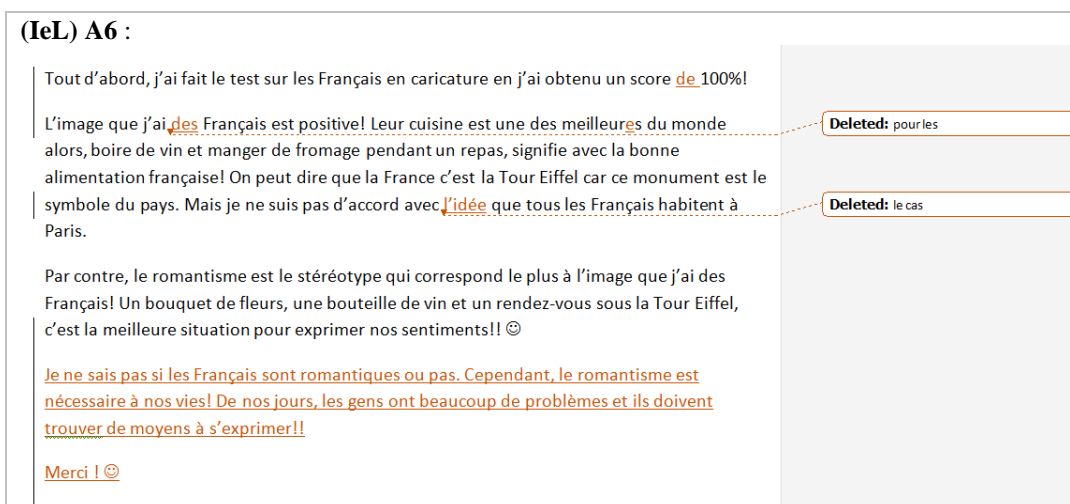 (IeL) A6 :
Tout d’abord, j’ai fait le test sur les Français en caricature en j’ai obtenu un score de 100%!
L’image que j’ai des Français est positive! Leur cuisine est une des meilleures du monde
Deleted: pour les
alors, boire de vin et manger de fromage pendant un repas, signifie avec la bonne
alimentation française! On peut dire que la France c’est la Tour Eiffel car ce monument est le
symbole du pays. Mais je ne suis pas d’accord avec l’idée que tous les Français habitent à
Deleted: le cas
Paris.
Par contre, le romantisme est le stéréotype qui correspond le plus à l’image que j’ai des
Français! Un bouquet de fleurs, une bouteille de vin et un rendez-vous sous la Tour Eiffel,
c’est la meilleure situation pour exprimer nos sentiments!! ☺
Je ne sais pas si les Français sont romantiques ou pas. Cependant, le romantisme est
nécessaire à nos vies! De nos jours, les gens ont beaucoup de problèmes et ils doivent
trouver de moyens à s’exprimer!!
Merci ! ☺